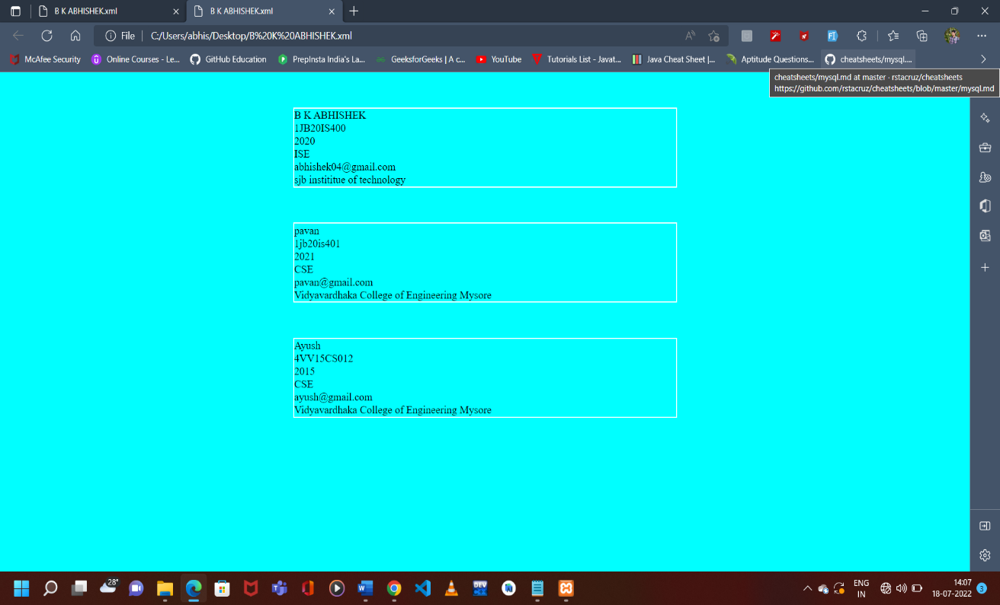 B K ABHISHEK.xml
B K ABHISHEK.xml
File
C:/Users/abhis/Desktop/B%20K%20ABHISHEK.xml
McAfee Security
Online Courses - Le...
GitHub Education
PrepInsta India's La...
GeeksforGeeks | A c...
YouTube
Tutorials List - Javat...
Java Cheat Sheet |...
Aptitude Questions...
cheatsheets/mysql....
cheatsheets/mysql.md at master · rstacruz/cheatsheets
https://github.com/rstacruz/cheatsheets/blob/master/mysql.md
B K ABHISHEK
1JB20IS400
2020
ISE
abhishek04@gmail.com
sjb instititue of technology
pavan
1jb20is401
2021
CSE
pavan@gmail.com
Vidyavardhaka College of Engineering Mysore
Ayush
4VV15CS012
2015
CSE
ayush@gmail.com
Vidyavardhaka College of Engineering Mysore
28°
DEV
ENG
IN
14:07
18-07-2022
3